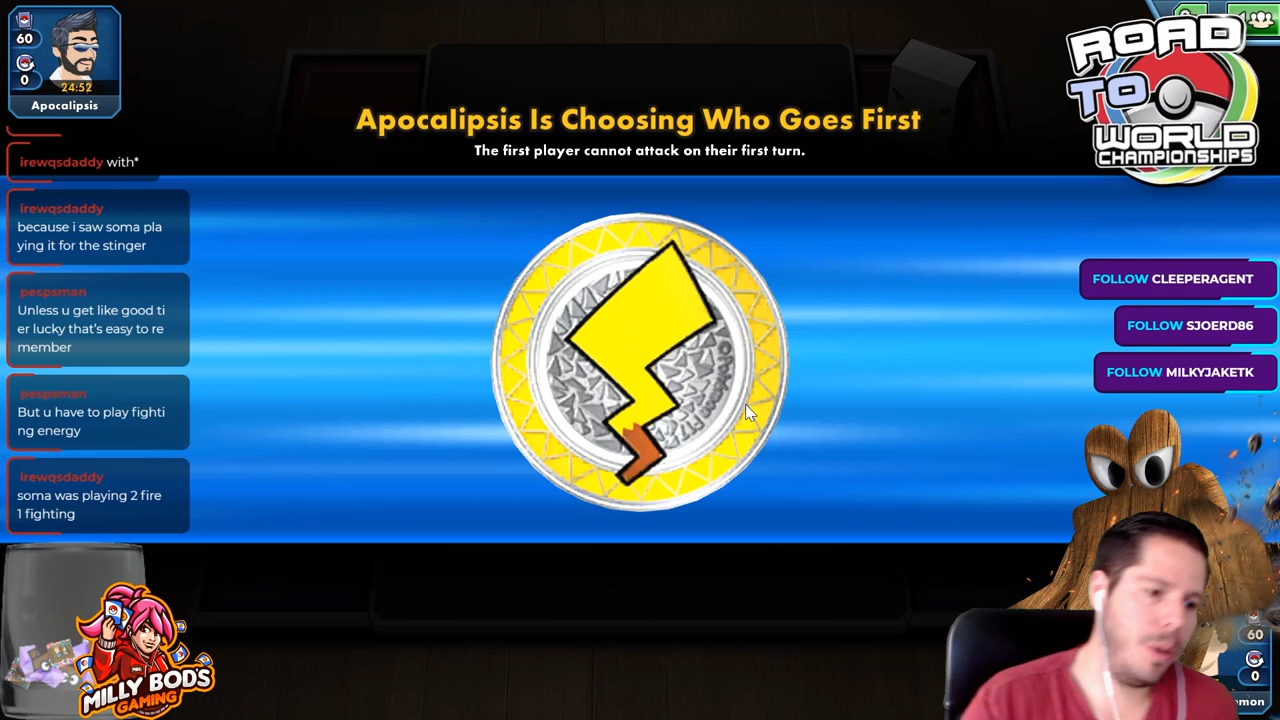 60
0
24:52
Apocalipsis
Apocalipsis Is Choosing Who Goes First
The first player cannot attack on their first turn.
ROAD
TO
WORLD
CHAMPIONSHIPS
irewqsdaddy with*
irewqsdaddy
because i saw soma pla
ying it for the stinger
pespsman
Unless u get like good ti
er lucky that's easy to re
member
pespsman
But u have to play fighti
ng energy
irewqsdaddy
soma was playing 2 fire
1 fighting
FOLLOW CLEEPERAGENT
FOLLOW SJOERD86
FOLLOW MILKYJAKETK
MILLY BOD'S
GAMING
60
0
mon